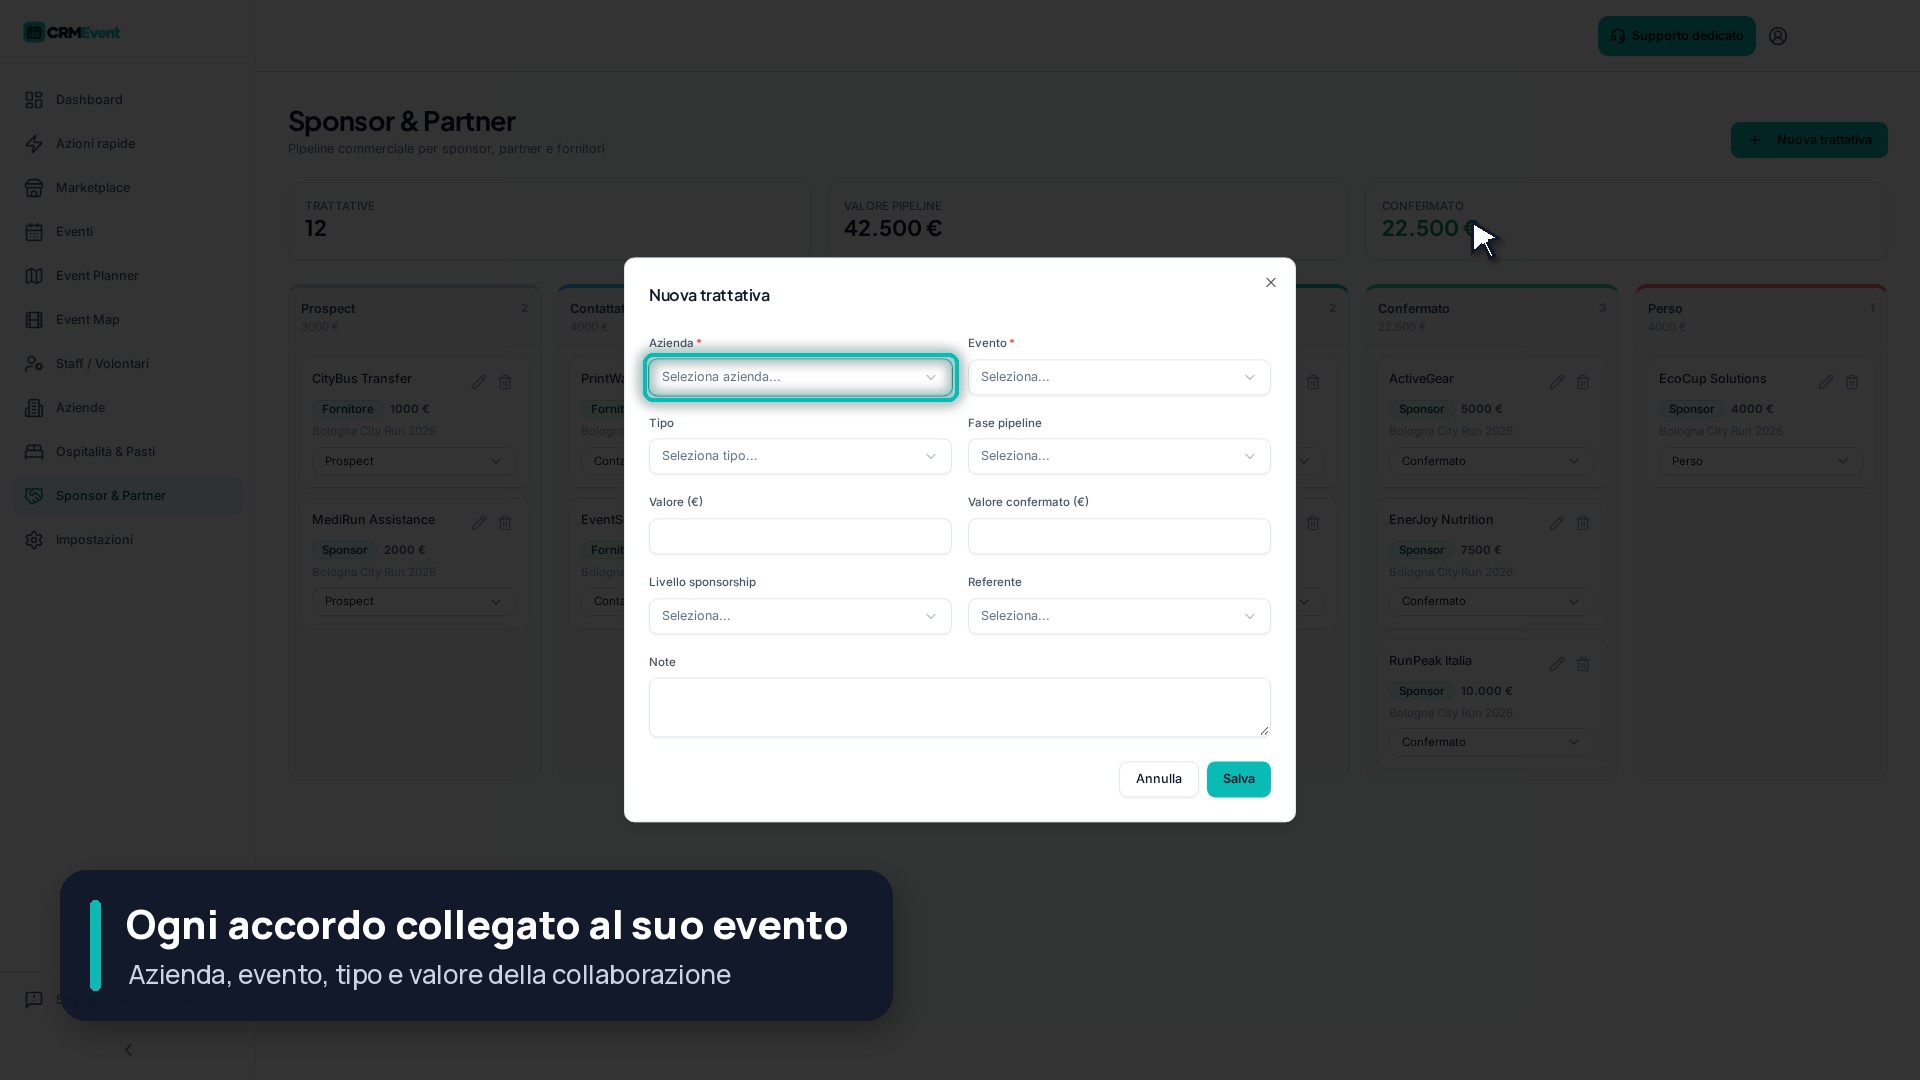 CRMEvent
Supporto dedicato
Dashboard
Azioni rapide
Marketplace
Eventi
Event Planner
Event Map
Staff / Volontari
Aziende
Ospitalità & Pasti
Sponsor & Partner
Impostazioni
Sponsor & Partner
Pipeline commerciale per sponsor, partner e fornitori
Nuova trattativa
TRATTATIVE
12
VALORE PIPELINE
42.500 €
CONFERMATO
22.500 €
Prospect 2
3000 €
CityBus Transfer
Fornitore 1000 €
Bologna City Run 2026
Prospect
MediRun Assistance
Sponsor 2000 €
Bologna City Run 2026
Prospect
4000 €
2
Confermato 3
22.500 €
ActiveGear
Sponsor 5000 €
Bologna City Run 2026
Confermato
EnerJoy Nutrition
Sponsor 7500 €
Bologna City Run 2026
Confermato
RunPeak Italia
Sponsor 10.000 €
Bologna City Run 2026
Confermato
Perso 1
4000 €
EcoCup Solutions
Sponsor 4000 €
Bologna City Run 2026
Perso
Nuova trattativa
Azienda *
Seleziona azienda...
Evento *
Seleziona...
Tipo
Seleziona tipo...
Fase pipeline
Seleziona...
Valore (€)
Valore confermato (€)
Livello sponsorship
Seleziona...
Referente
Seleziona...
Note
Annulla
Salva
Ogni accordo collegato al suo evento
Azienda, evento, tipo e valore della collaborazione